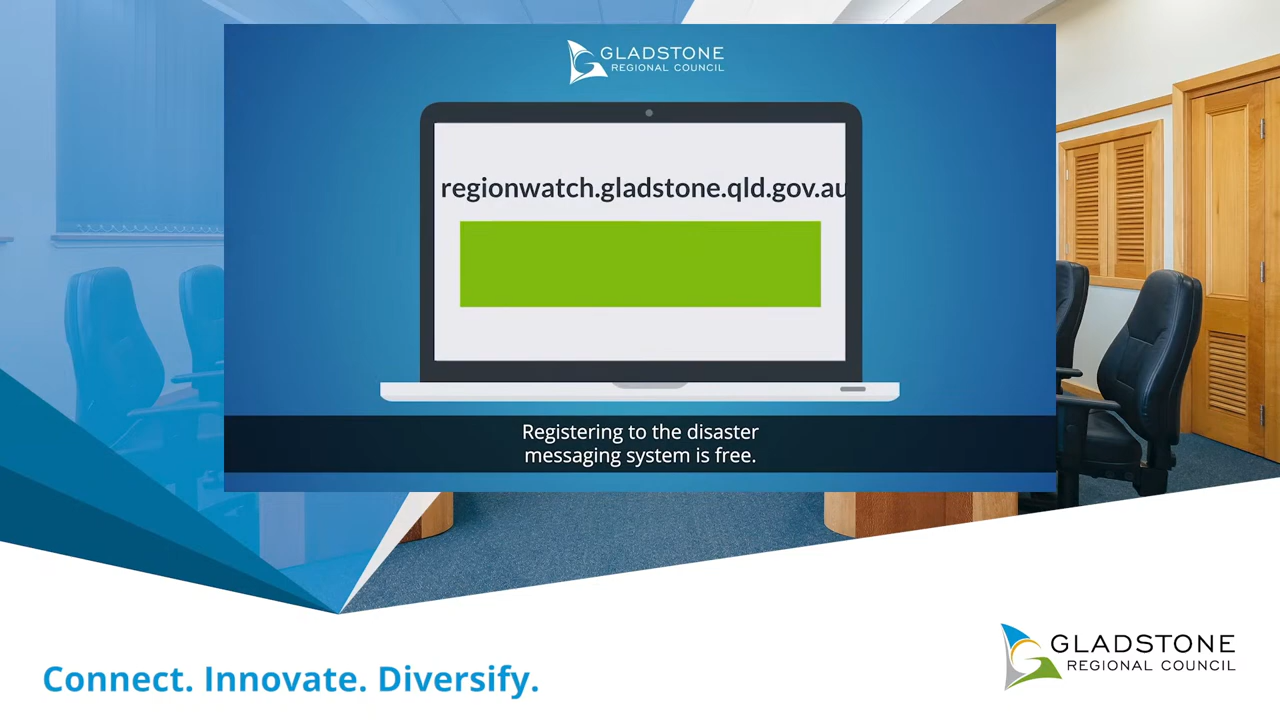 GLADSTONE
REGIONAL COUNCIL
regionwatch.gladstone.qld.gov.au
Registering to the disaster
messaging system is free.
Connect. Innovate. Diversify.
GLADSTONE
REGIONAL COUNCIL